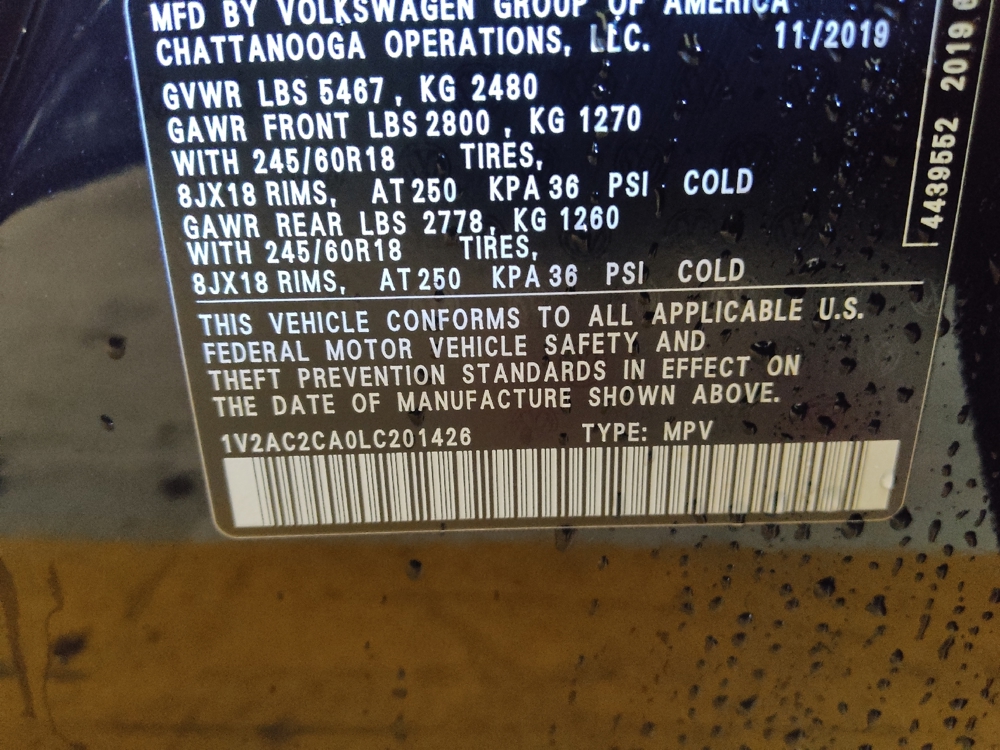 MFD BY VOLKSWAGEN GROUP OF AMERICA
CHATTANOOGA OPERATIONS, LLC. 11/2019
GVWR LBS 5467, KG 2480
GAWR FRONT LBS 2800, KG 1270
WITH 245/60R18 TIRES,
8JX18 RIMS, AT 250 KPA 36 PSI COLD
GAWR REAR LBS 2778, KG 1260
WITH 245/60R18 TIRES,
8JX18 RIMS, AT 250 KPA 36 PSI COLD
THIS VEHICLE CONFORMS TO ALL APPLICABLE U.S.
FEDERAL MOTOR VEHICLE SAFETY AND
THEFT PREVENTION STANDARDS IN EFFECT ON
THE DATE OF MANUFACTURE SHOWN ABOVE.
1V2AC2CA0LC201426 TYPE: MPV
4439552 2019